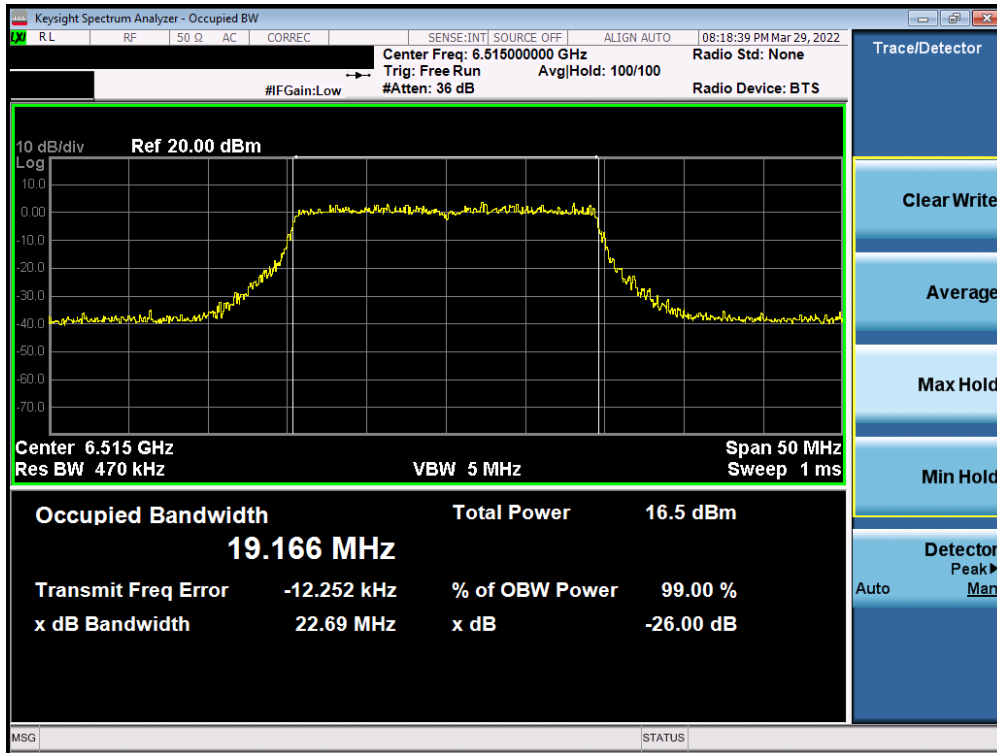 Keysight Spectrum Analyzer - Occupied BW
LXI RL RF 50 Ω AC CORREC SENSE:INT SOURCE OFF ALIGN AUTO 08:18:39 PM Mar 29, 2022
Center Freq: 6.515000000 GHz Radio Std: None
Trig: Free Run Avg|Hold: 100/100
#IFGain:Low #Atten: 36 dB Radio Device: BTS
Trace/Detector
10 dB/div Ref 20.00 dBm
Log
10.0
0.00
-10.0
-20.0
-30.0
-40.0
-50.0
-60.0
-70.0
Center 6.515 GHz Span 50 MHz
Res BW 470 kHz VBW 5 MHz Sweep 1 ms
Occupied Bandwidth Total Power 16.5 dBm
19.166 MHz
Transmit Freq Error -12.252 kHz % of OBW Power 99.00 %
x dB Bandwidth 22.69 MHz x dB -26.00 dB
Clear Write
Average
Max Hold
Min Hold
Detector
Peak▶
Auto Man
MSG STATUS